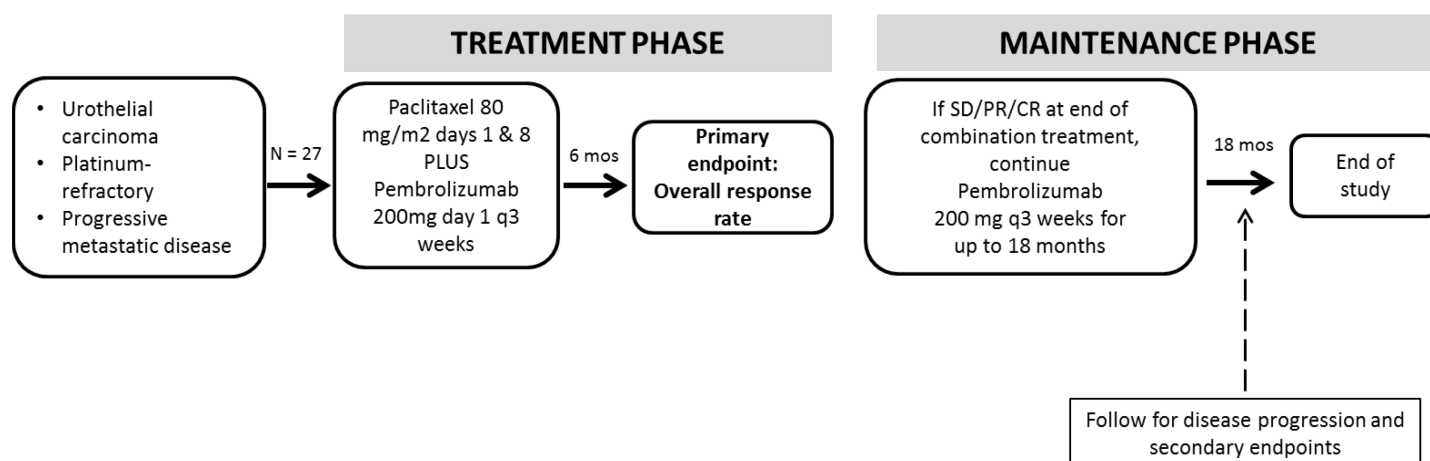 TREATMENT PHASE
MAINTENANCE PHASE
• Urothelial
carcinoma
• Platinum-
refractory
• Progressive
metastatic disease
N = 27
Paclitaxel 80
mg/m2 days 1 & 8
PLUS
Pembrolizumab
200mg day 1 q3
weeks
6 mos
Primary
endpoint:
Overall response
rate
If SD/PR/CR at end of
combination treatment,
continue
Pembrolizumab
200 mg q3 weeks for
up to 18 months
18 mos
End of
study
Follow for disease progression and
secondary endpoints